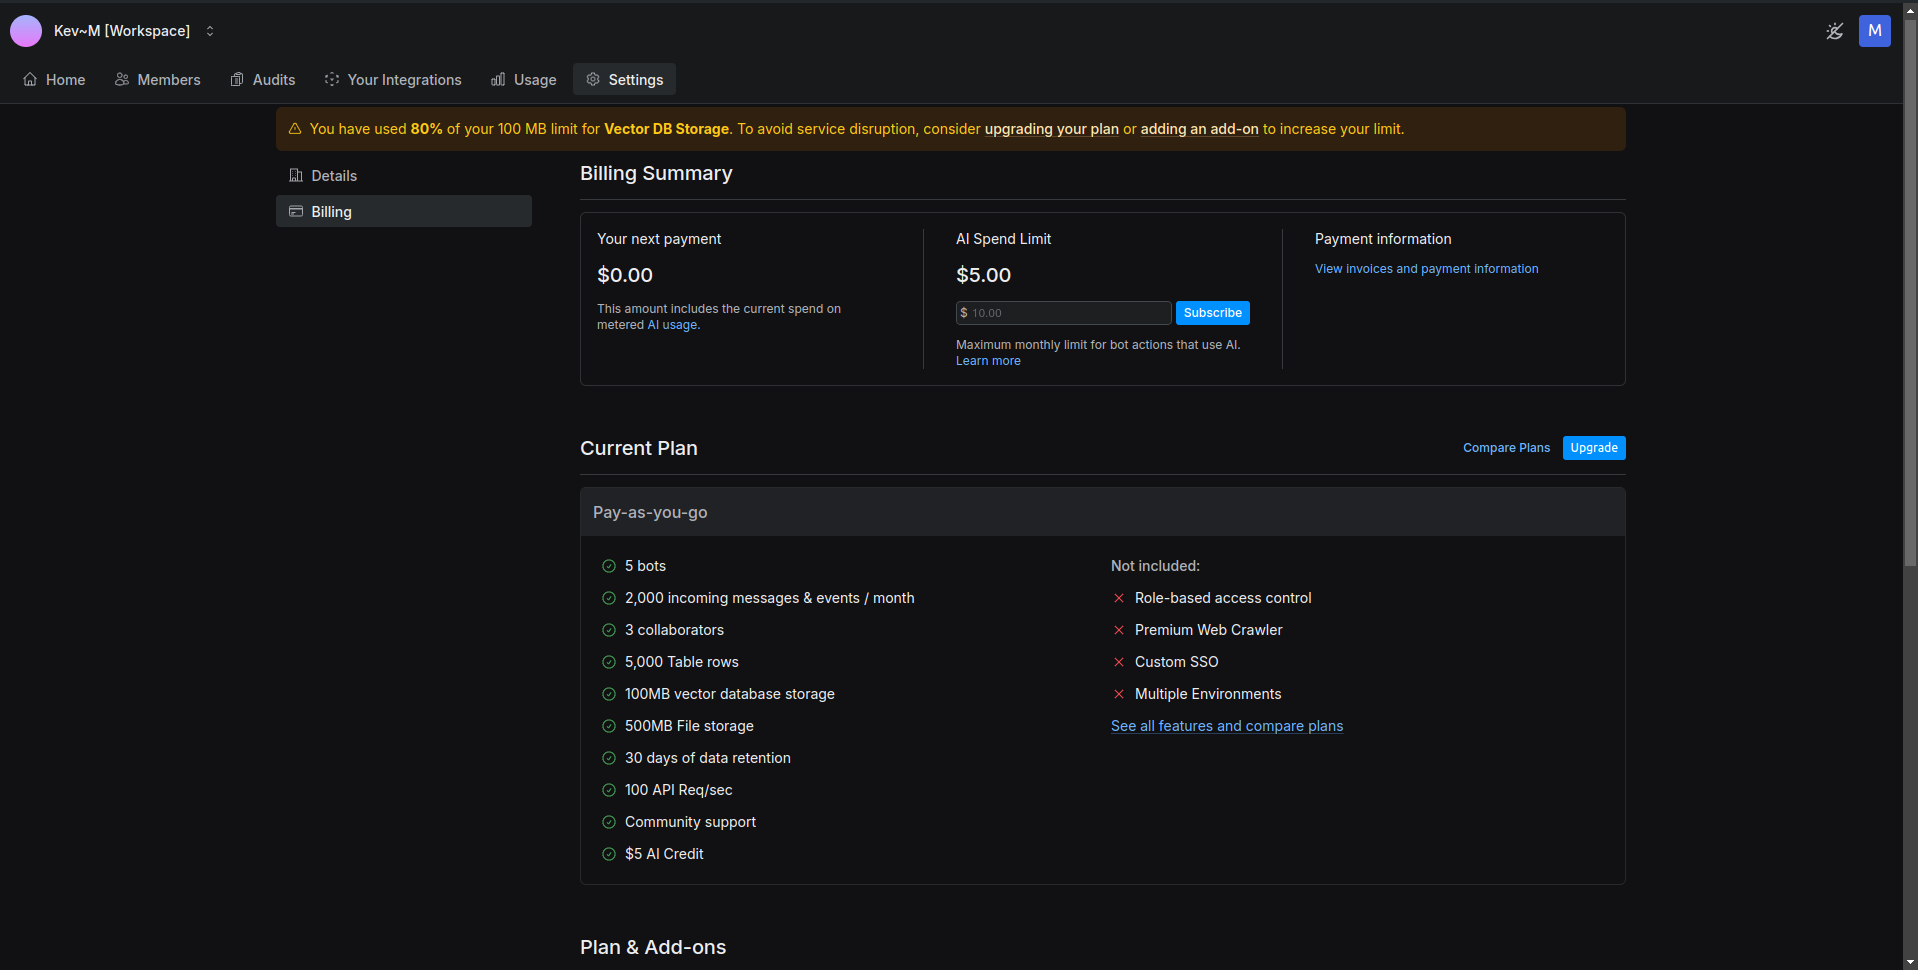 Kev~M [Workspace]
M
Home
Members
Audits
Your Integrations
Usage
Settings
You have used 80% of your 100 MB limit for Vector DB Storage. To avoid service disruption, consider upgrading your plan or adding an add-on to increase your limit.
Details
Billing
Billing Summary
Your next payment
$0.00
This amount includes the current spend on
metered AI usage.
AI Spend Limit
$5.00
$ 10.00
Subscribe
Maximum monthly limit for bot actions that use AI.
Learn more
Payment information
View invoices and payment information
Current Plan
Compare Plans
Upgrade
Pay-as-you-go
5 bots
2,000 incoming messages & events / month
3 collaborators
5,000 Table rows
100MB vector database storage
500MB File storage
30 days of data retention
100 API Req/sec
Community support
$5 AI Credit
Not included:
Role-based access control
Premium Web Crawler
Custom SSO
Multiple Environments
See all features and compare plans
Plan & Add-ons